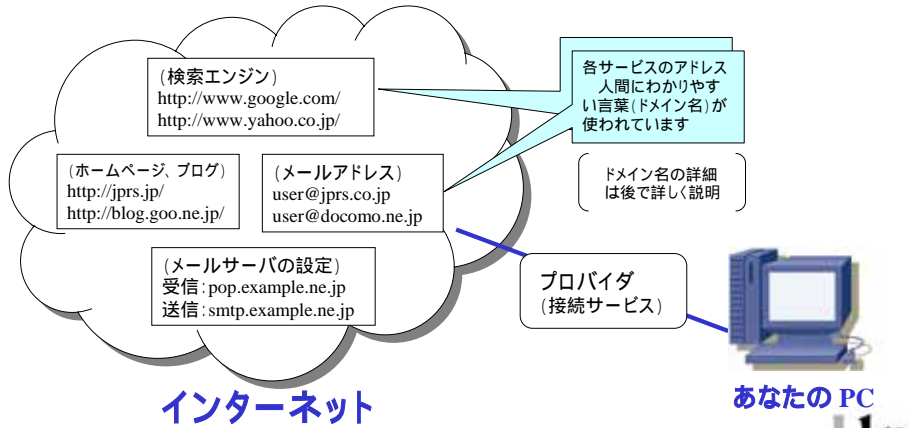 (検索エンジン)
http://www.google.com/
http://www.yahoo.co.jp/
各サービスのアドレス
人間にわかりやす
い言葉(ドメイン名)が
使われています
(ホームページ、ブログ)
http://jprs.jp/
http://blog.goo.ne.jp/
(メールアドレス)
user@jprs.co.jp
user@docomo.ne.jp
ドメイン名の詳細
は後で詳しく説明
(メールサーバの設定)
受信:pop.example.ne.jp
送信:smtp.example.ne.jp
プロバイダ
(接続サービス)
インターネット
あなたの PC